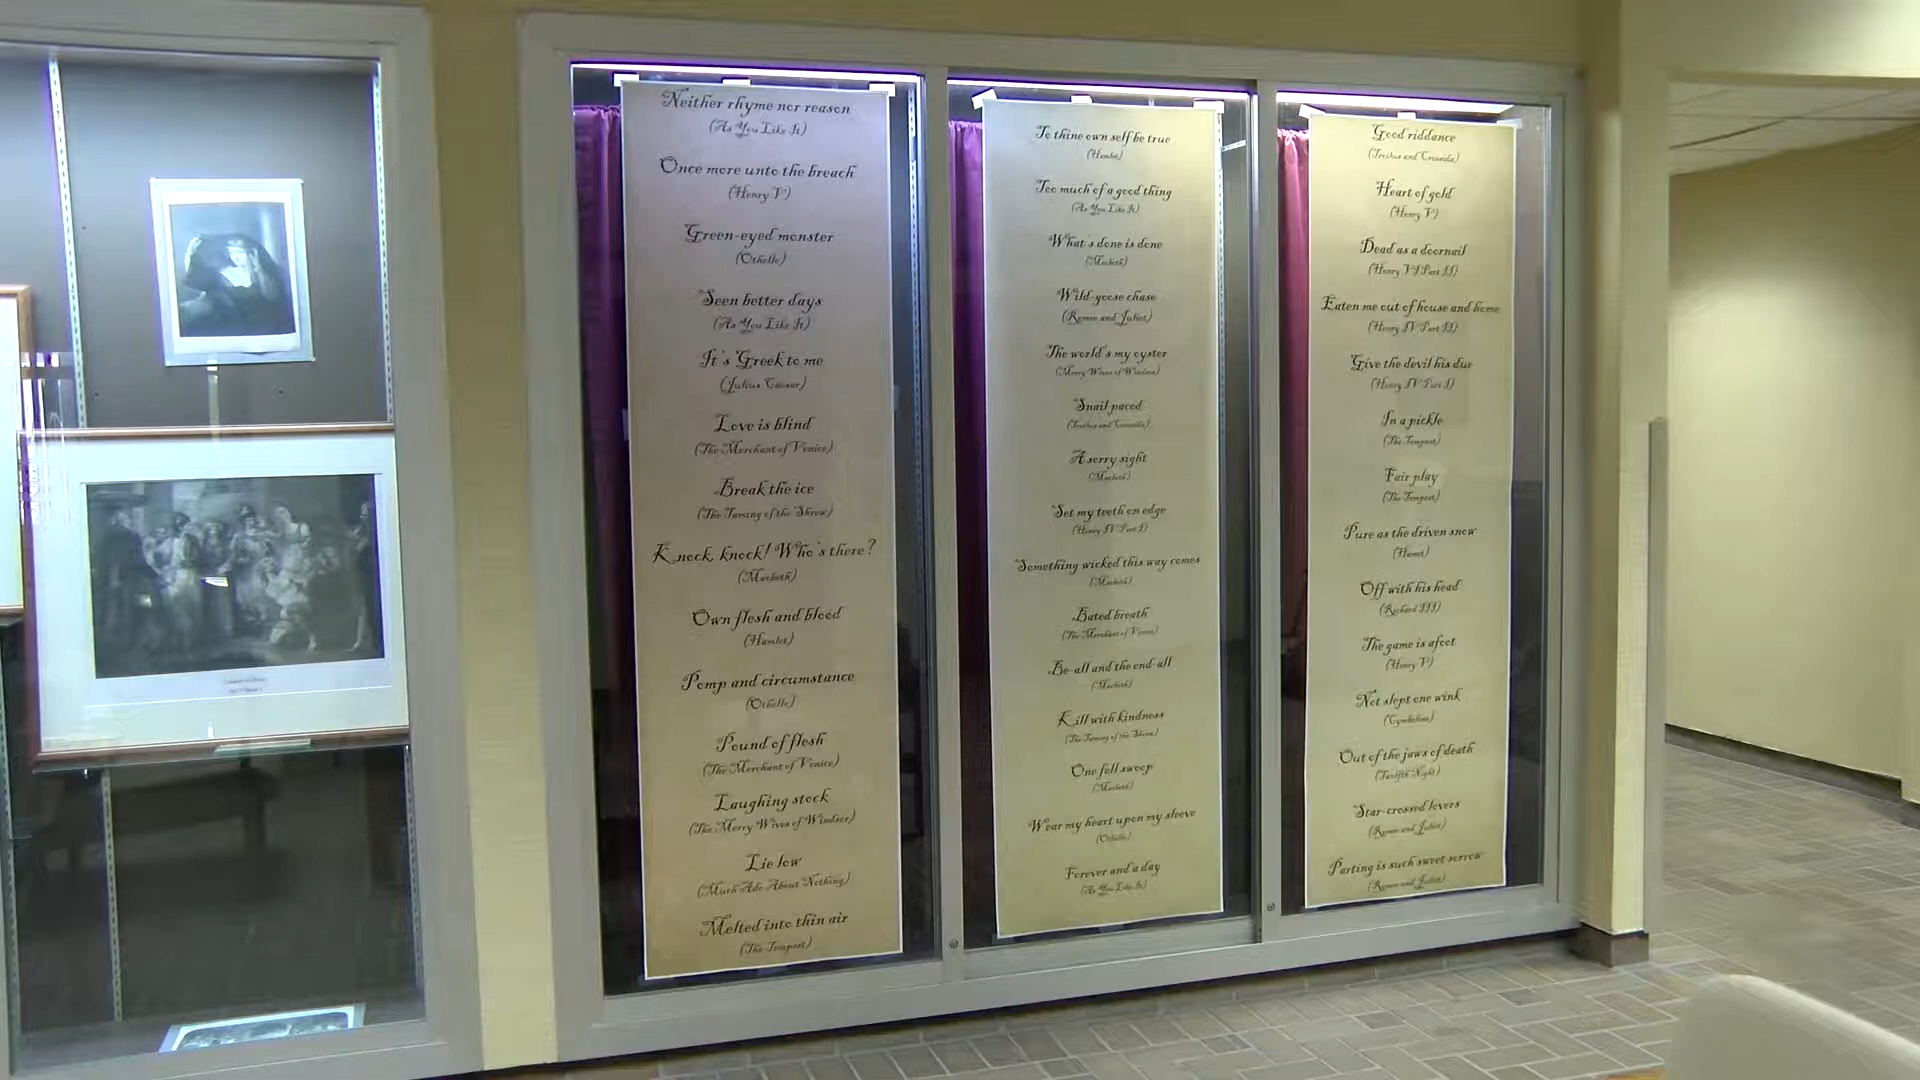 Neither rhyme nor reason
(As You Like It)
Once more unto the breach
(Henry V)
Green-eyed monster
(Othello)
Seen better days
(As You Like It)
It's Greek to me
(Julius Caesar)
Love is blind
(The Merchant of Venice)
Break the ice
(The Taming of the Shrew)
Knock, knock! Who's there?
(Macbeth)
Own flesh and blood
(Hamlet)
Pomp and circumstance
(Othello)
Pound of flesh
(The Merchant of Venice)
Laughing stock
(The Merry Wives of Windsor)
Lie low
(Much Ado About Nothing)
Melted into thin air
(The Tempest)
To thine own self be true
(Hamlet)
Too much of a good thing
(As You Like It)
What's done is done
(Macbeth)
Wild-goose chase
(Romeo and Juliet)
The world's my oyster
(Merry Wives of Windsor)
Snail paced
(Troilus and Cressida)
A sorry sight
(Macbeth)
Set my teeth on edge
(Henry IV Part I)
Something wicked this way comes
(Macbeth)
Bated breath
(The Merchant of Venice)
Be-all and the end-all
(Macbeth)
Kill with kindness
(The Taming of the Shrew)
One fell swoop
(Macbeth)
Wear my heart upon my sleeve
(Othello)
Forever and a day
(As You Like It)
Good riddance
(Troilus and Cressida)
Heart of gold
(Henry V)
Dead as a doornail
(Henry VI Part II)
Eaten me out of house and home
(Henry IV Part II)
Give the devil his due
(Henry IV Part I)
In a pickle
(The Tempest)
Fair play
(The Tempest)
Pure as the driven snow
(Hamlet)
Off with his head
(Richard III)
The game is afoot
(Henry V)
Not slept one wink
(Cymbeline)
Out of the jaws of death
(Twelfth Night)
Star-crossed lovers
(Romeo and Juliet)
Parting is such sweet sorrow
(Romeo and Juliet)